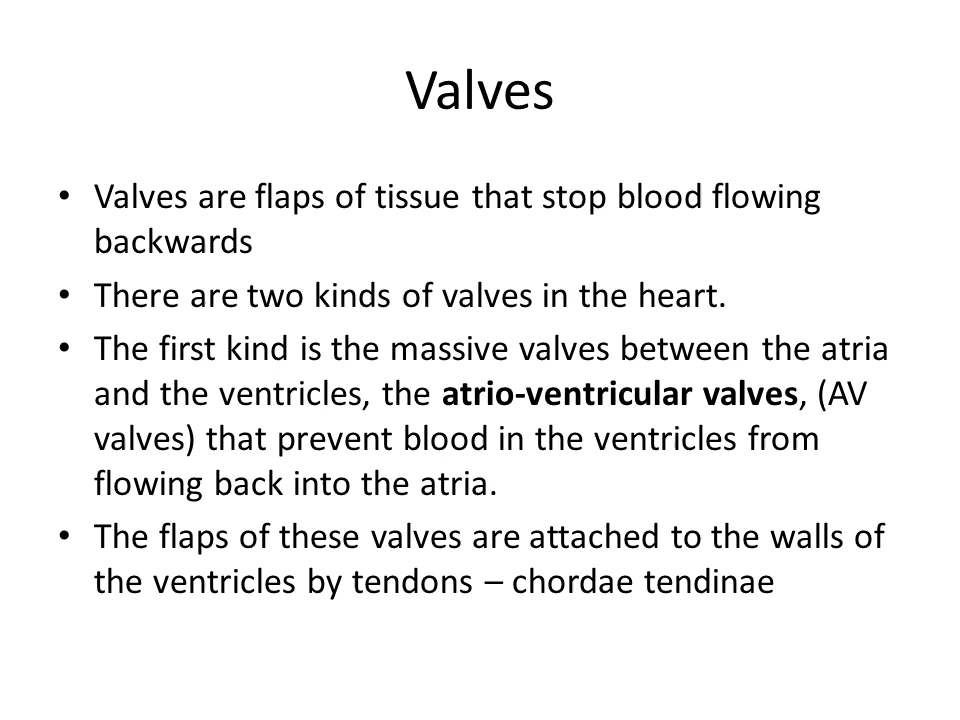 Valves
• Valves are flaps of tissue that stop blood flowing
backwards
• There are two kinds of valves in the heart.
• The first kind is the massive valves between the atria
and the ventricles, the atrio-ventricular valves, (AV
valves) that prevent blood in the ventricles from
flowing back into the atria.
• The flaps of these valves are attached to the walls of
the ventricles by tendons – chordae tendinae